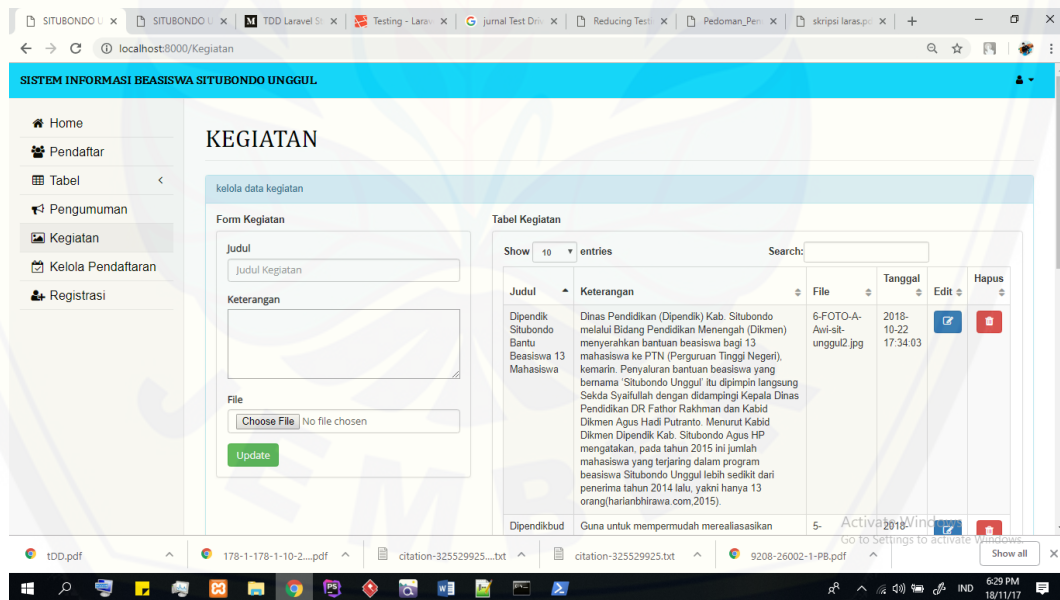 SITUBONDO U
SITUBONDO U
TDD Laravel
Testing - Larav
jurnal Test Driv
Reducing Test
Pedoman_Pen
skripsi laras.pd
localhost:8000/Kegiatan
SISTEM INFORMASI BEASISWA SITUBONDO UNGGUL
Home
Pendaftar
Tabel
Pengumuman
Kegiatan
Kelola Pendaftaran
Registrasi
KEGIATAN
kelola data kegiatan
Form Kegiatan
Judul
Judul Kegiatan
Keterangan
File
Choose File No file chosen
Update
Tabel Kegiatan
Show 10 entries
Search:
Judul Keterangan File Tanggal Edit Hapus
Dipendik
Situbondo
Bantu
Beasiswa 13
Mahasiswa
Dinas Pendidikan (Dipendik) Kab. Situbondo
melalui Bidang Pendidikan Menengah (Dikmen)
menyerahkan bantuan beasiswa bagi 13
mahasiswa ke PTN (Perguruan Tinggi Negeri),
kemarin. Penyaluran bantuan beasiswa yang
bernama 'Situbondo Unggul' itu dipimpin langsung
Sekda Syaifullah dengan didampingi Kepala Dinas
Pendidikan DR Fathor Rakhman dan Kabid
Dikmen Agus Hadi Putranto. Menurut Kabid
Dikmen Dipendik Kab. Situbondo Agus HP
mengatakan, pada tahun 2015 ini jumlah
mahasiswa yang terjaring dalam program
beasiswa Situbondo Unggul lebih sedikit dari
penerima tahun 2014 lalu, yakni hanya 13
orang(harianbhirawa.com,2015).
6-FOTO-A-
Awi-sit-
unggul2.jpg
2018-
10-22
17:34:03
Dipendikbud
Guna untuk mempermudah merealiasasikan
5-
2018-
Activate Windows
Go to Settings to activate Windows.
tDD.pdf
178-1-178-1-10-2....pdf
citation-325529925....txt
citation-325529925.txt
9208-26002-1-PB.pdf
Show all
IND
6:29 PM
18/11/17